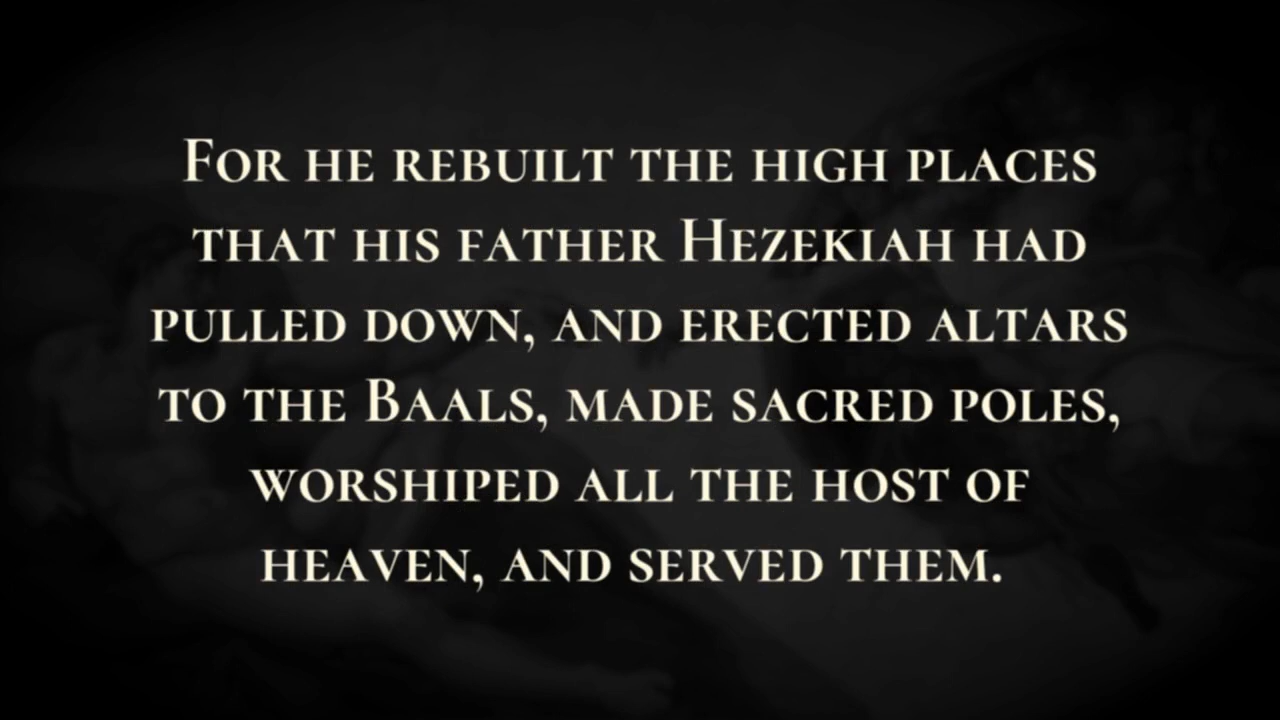 For he rebuilt the high places
that his father Hezekiah had
pulled down, and erected altars
to the Baals, made sacred poles,
worshiped all the host of
heaven, and served them.